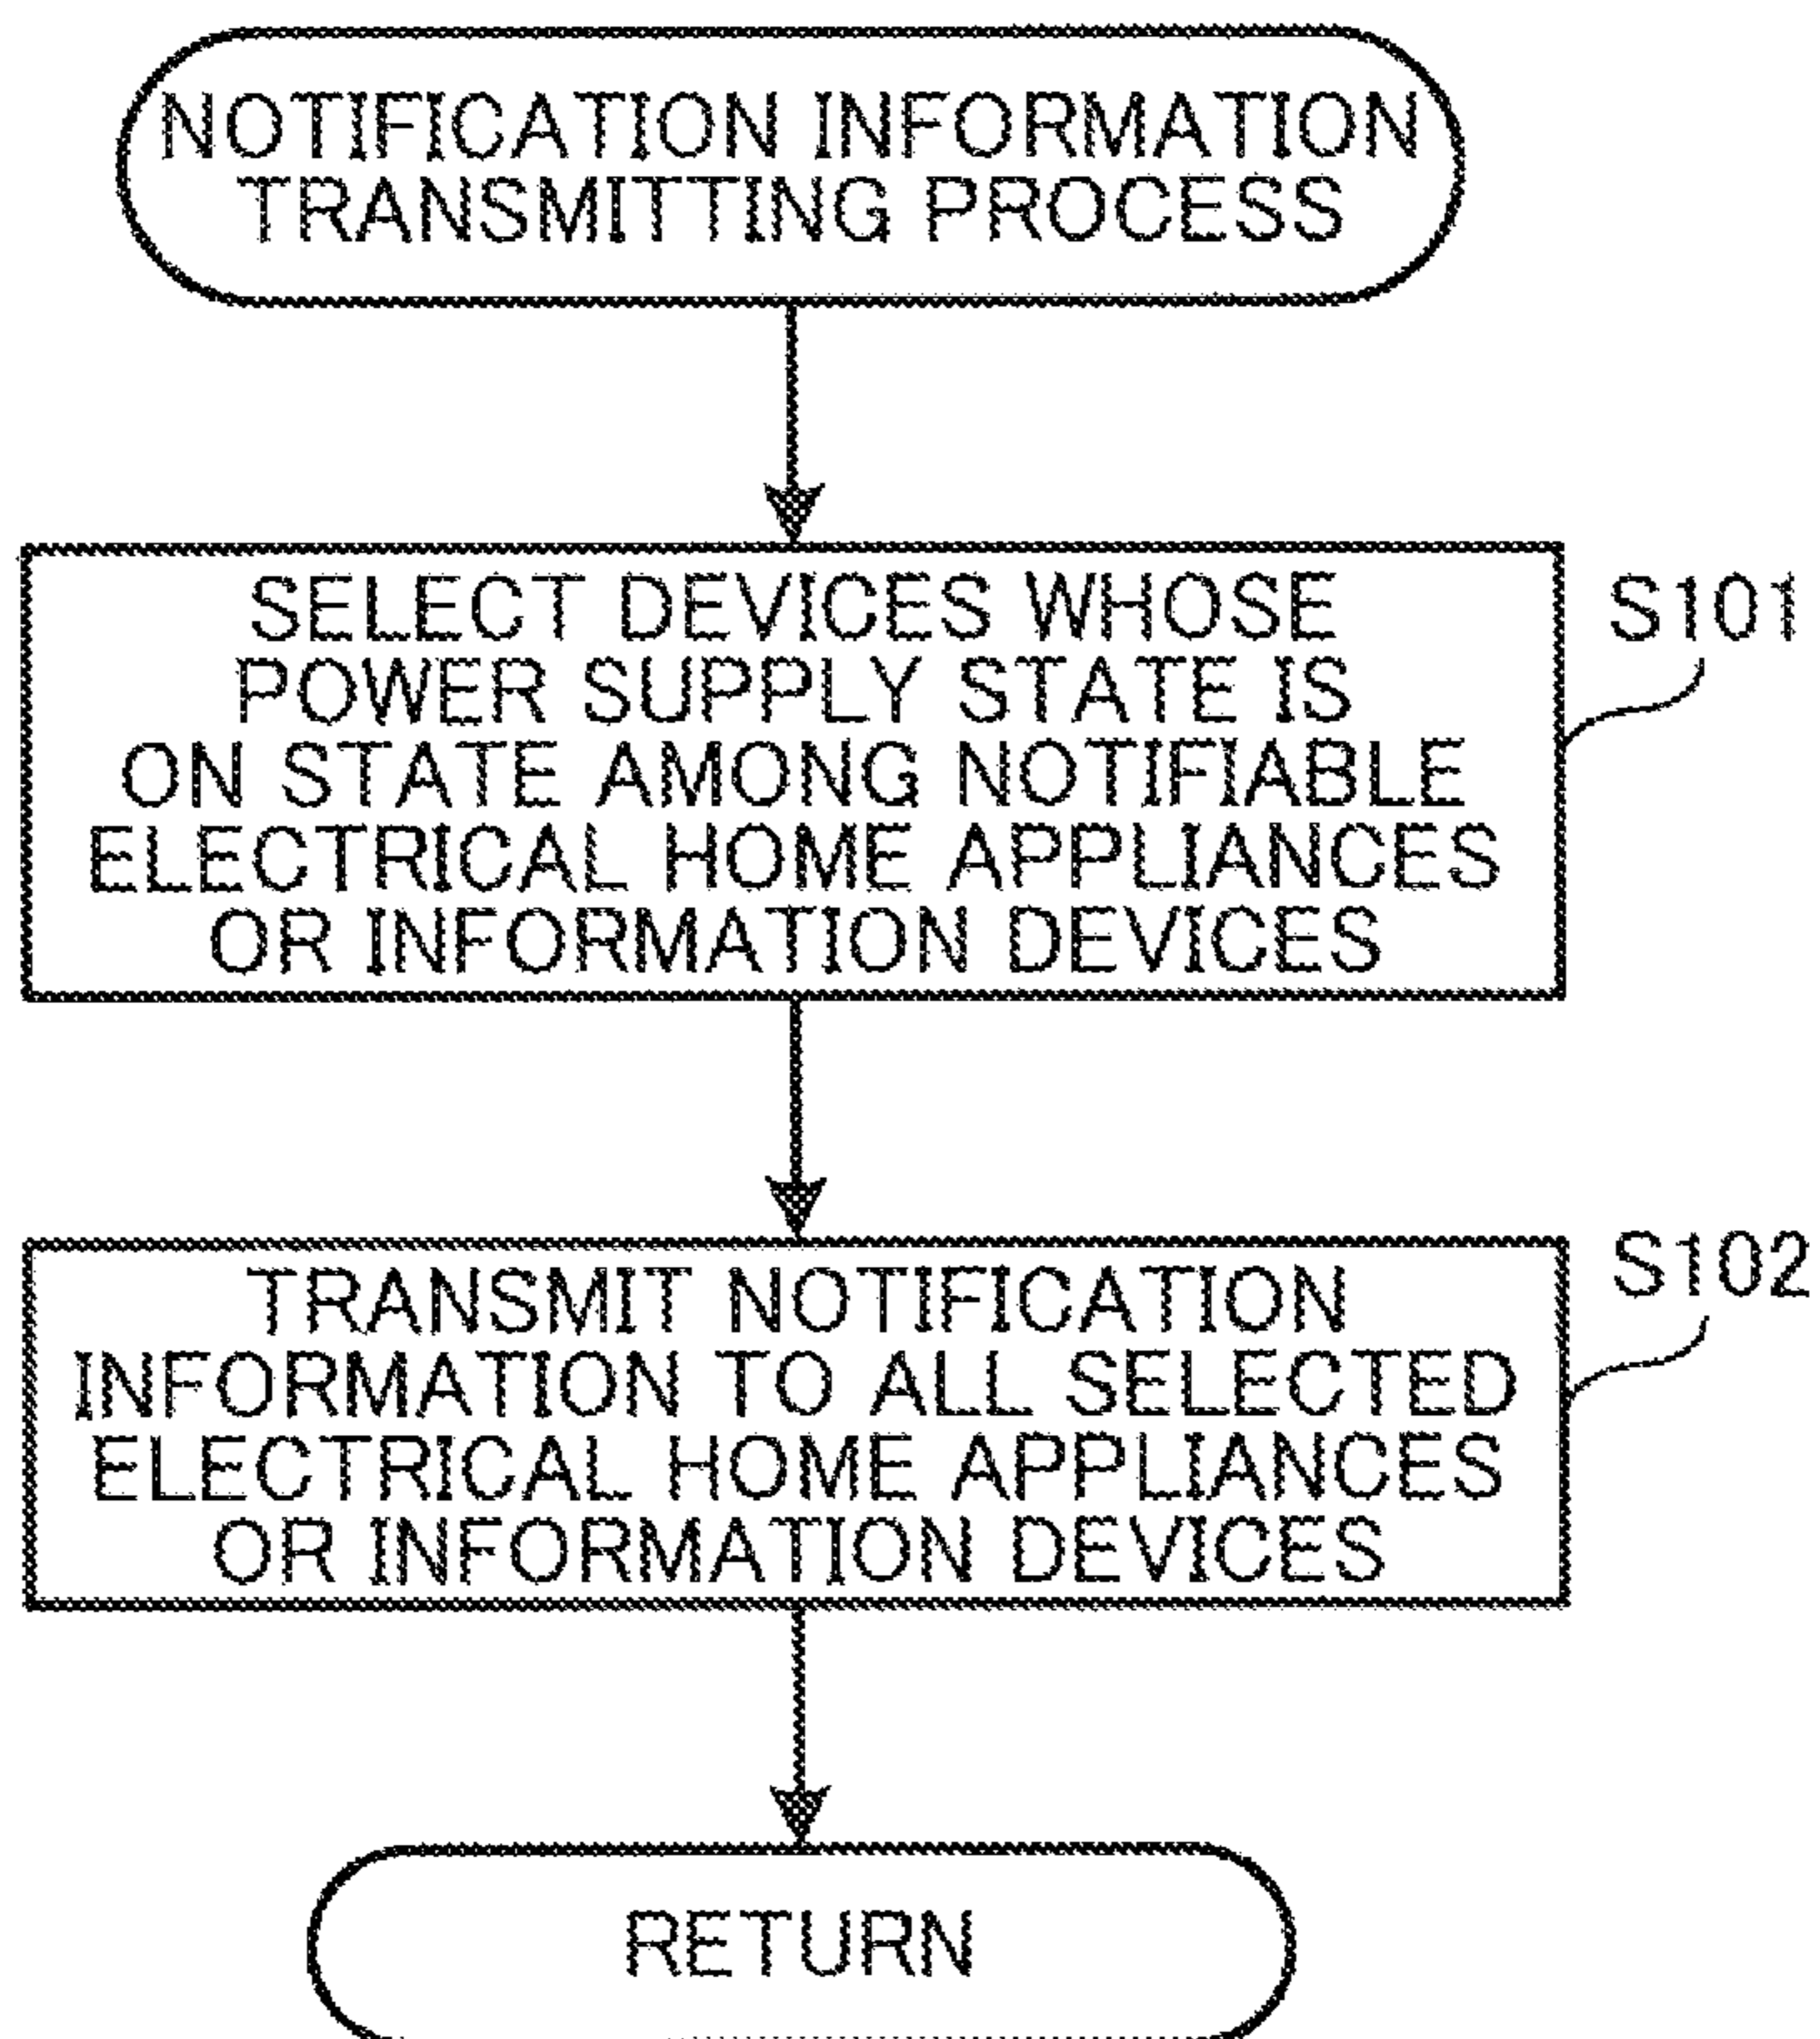 NOTIFICATION INFORMATION
TRANSMITTING PROCESS
SELECT DEVICES WHOSE
POWER SUPPLY STATE IS
ON STATE AMONG NOTIFIABLE
ELECTRICAL HOME APPLIANCES
OR INFORMATION DEVICES
S101
TRANSMIT NOTIFICATION
INFORMATION TO ALL SELECTED
ELECTRICAL HOME APPLIANCES
OR INFORMATION DEVICES
S102
RETURN